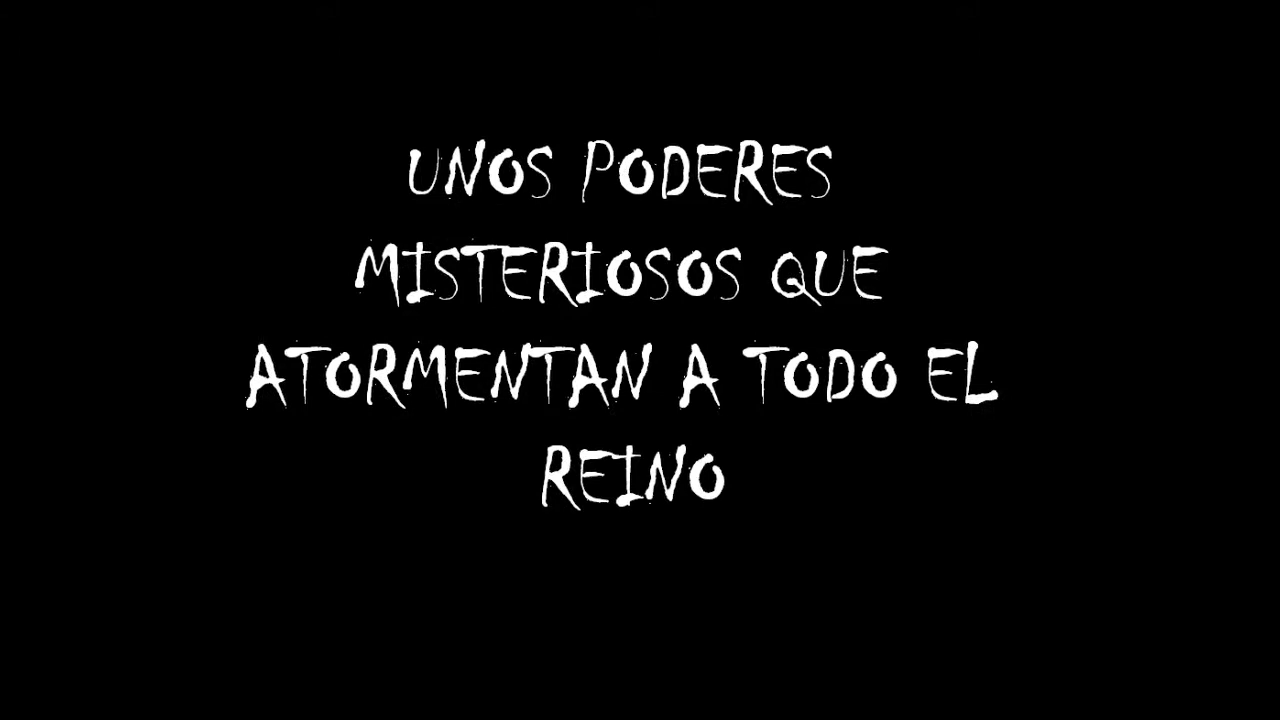 UNOS PODERES
MISTERIOSOS QUE
ATORMENTAN A TODO EL
REINO